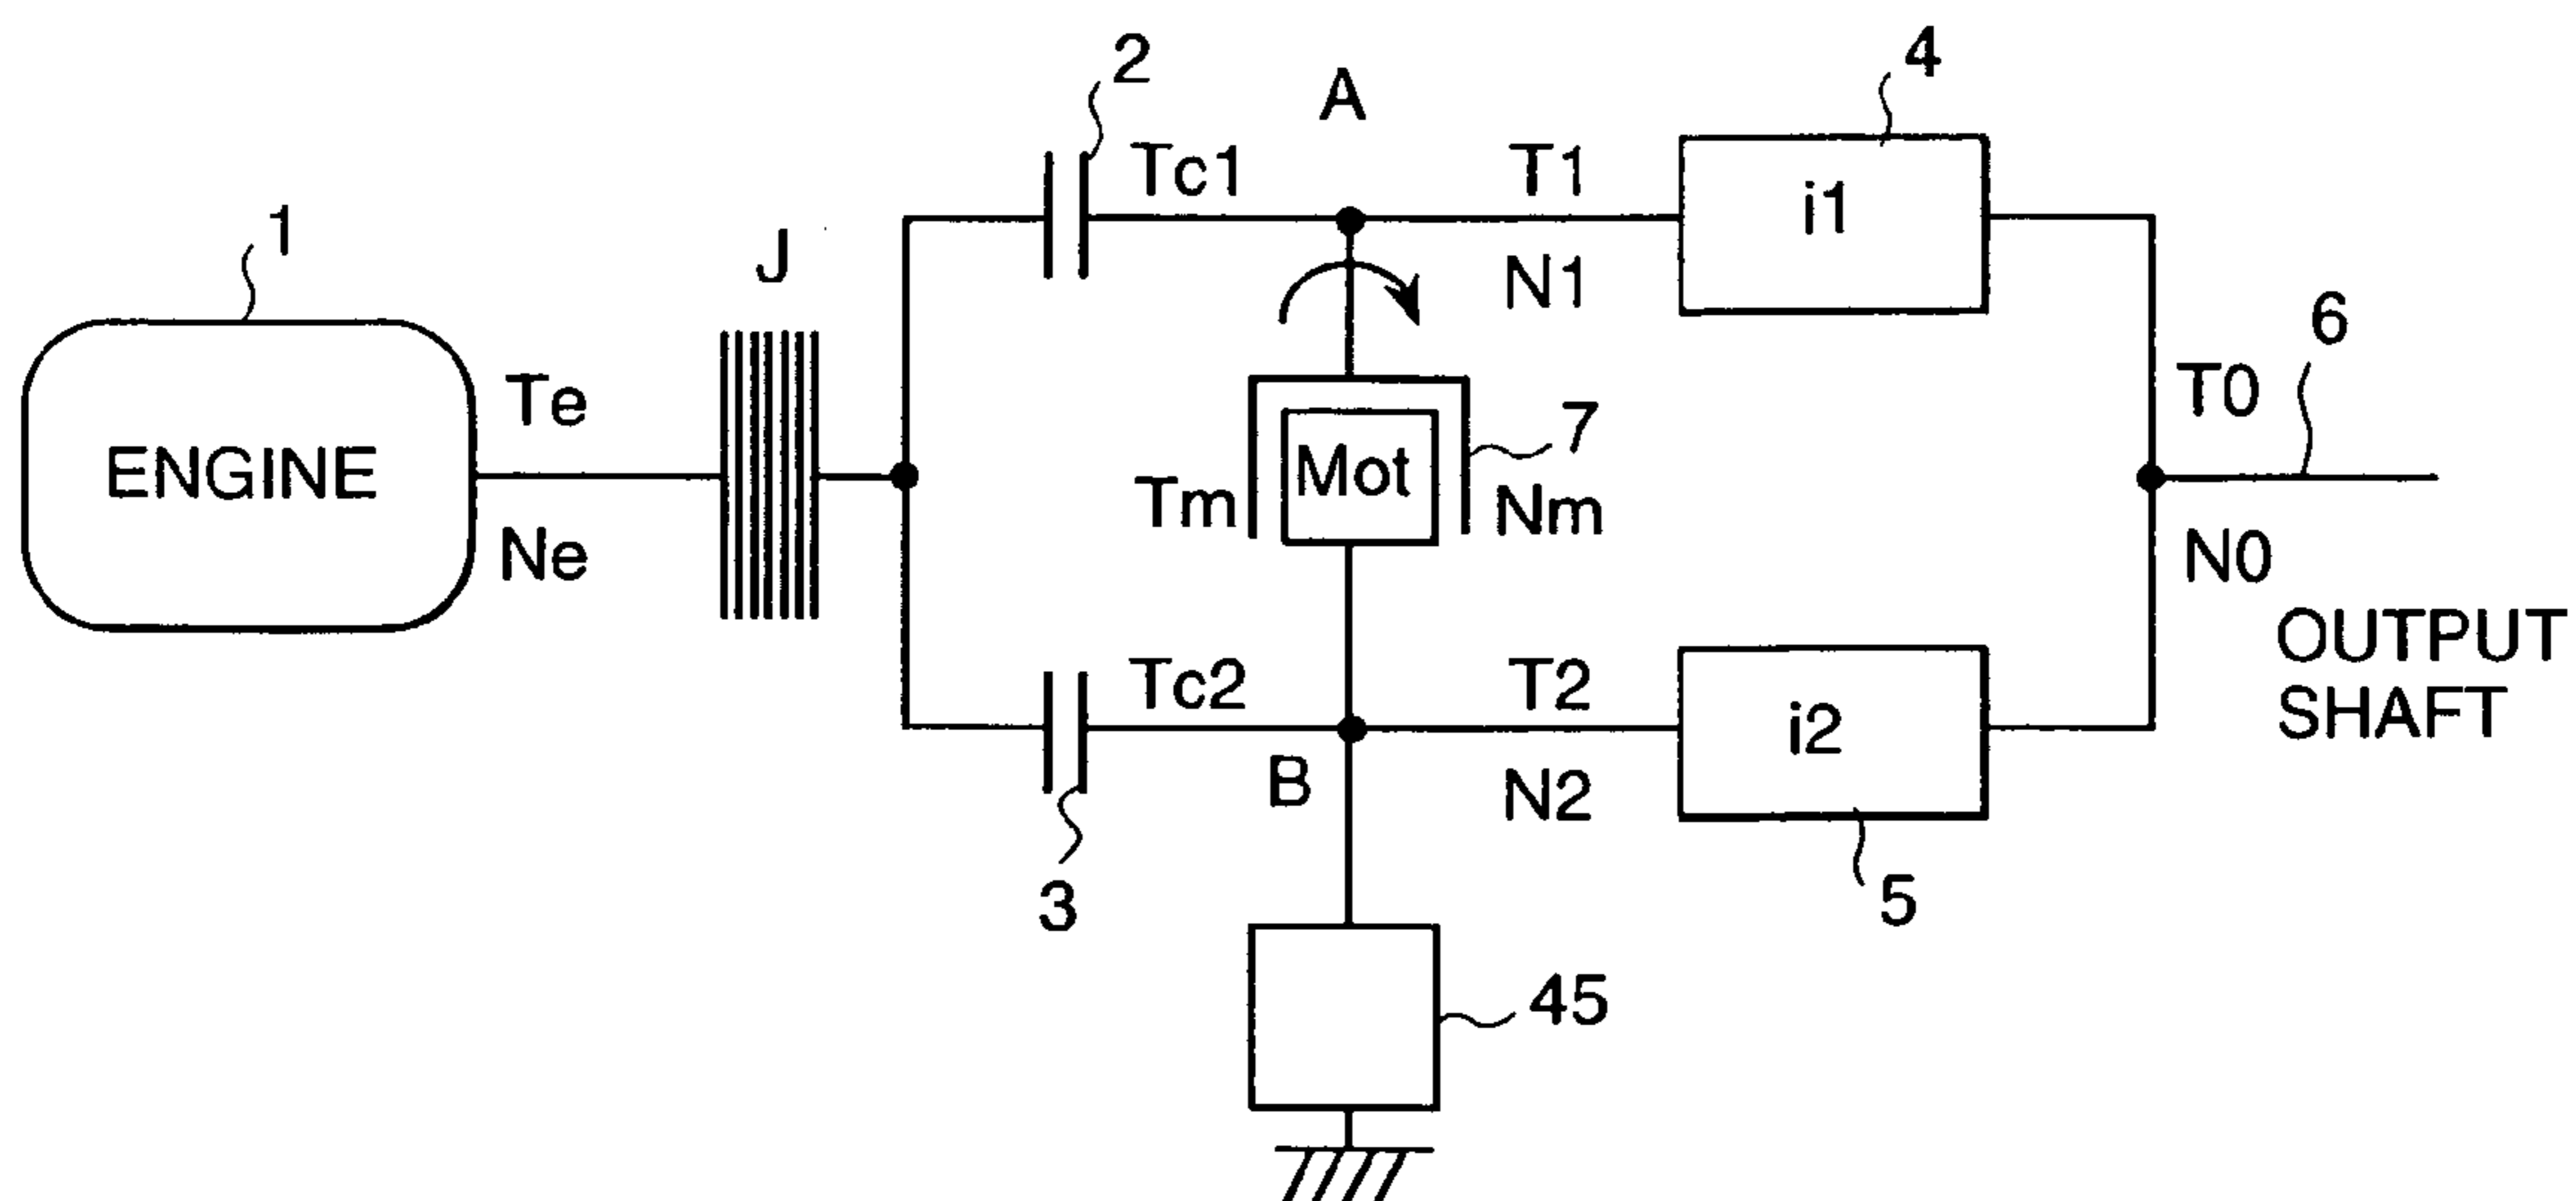 1
ENGINE
Te
Ne
J
2
Tc1
A
T1
N1
4
i1
Mot
7
Tm
Nm
3
Tc2
B
T2
N2
i2
5
T0
6
N0
OUTPUT
SHAFT
45